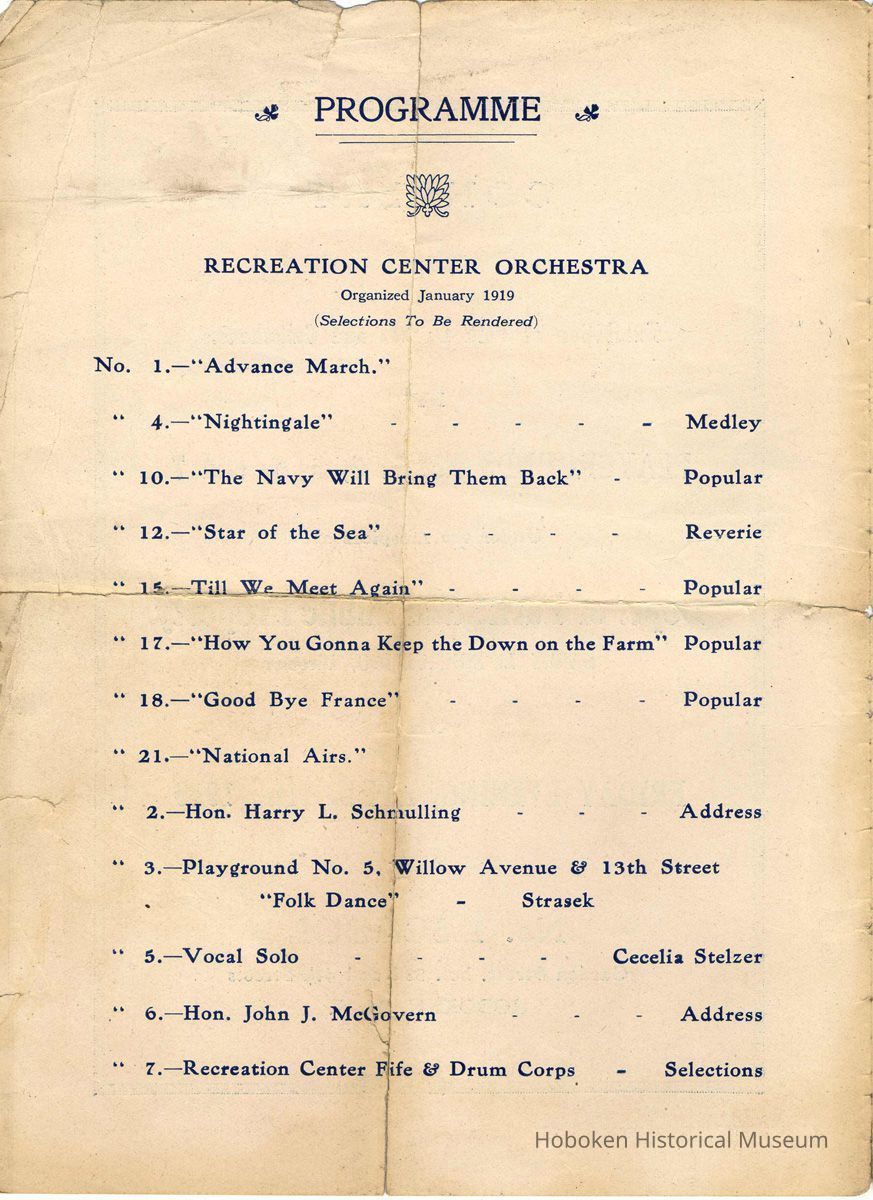 PROGRAMME
RECREATION CENTER ORCHESTRA
Organized January 1919
(Selections To Be Rendered)
No. 1.—“Advance March.”
“ 4.—“Nightingale” - - - - - Medley
“ 10.—“The Navy Will Bring Them Back” - Popular
“ 12.—“Star of the Sea” - - - - Reverie
“ 15.—Till We Meet Again” - - - - Popular
“ 17.—“How You Gonna Keep the Down on the Farm” Popular
“ 18.—“Good Bye France” - - - - Popular
“ 21.—“National Airs.”
“ 2.—Hon. Harry L. Schmulling - - - Address
“ 3.—Playground No. 5, Willow Avenue & 13th Street
“Folk Dance” - Strasek
“ 5.—Vocal Solo - - - - Cecelia Stelzer
“ 6.—Hon. John J. McGovern - - - Address
“ 7.—Recreation Center Fife & Drum Corps - Selections
Hoboken Historical Museum